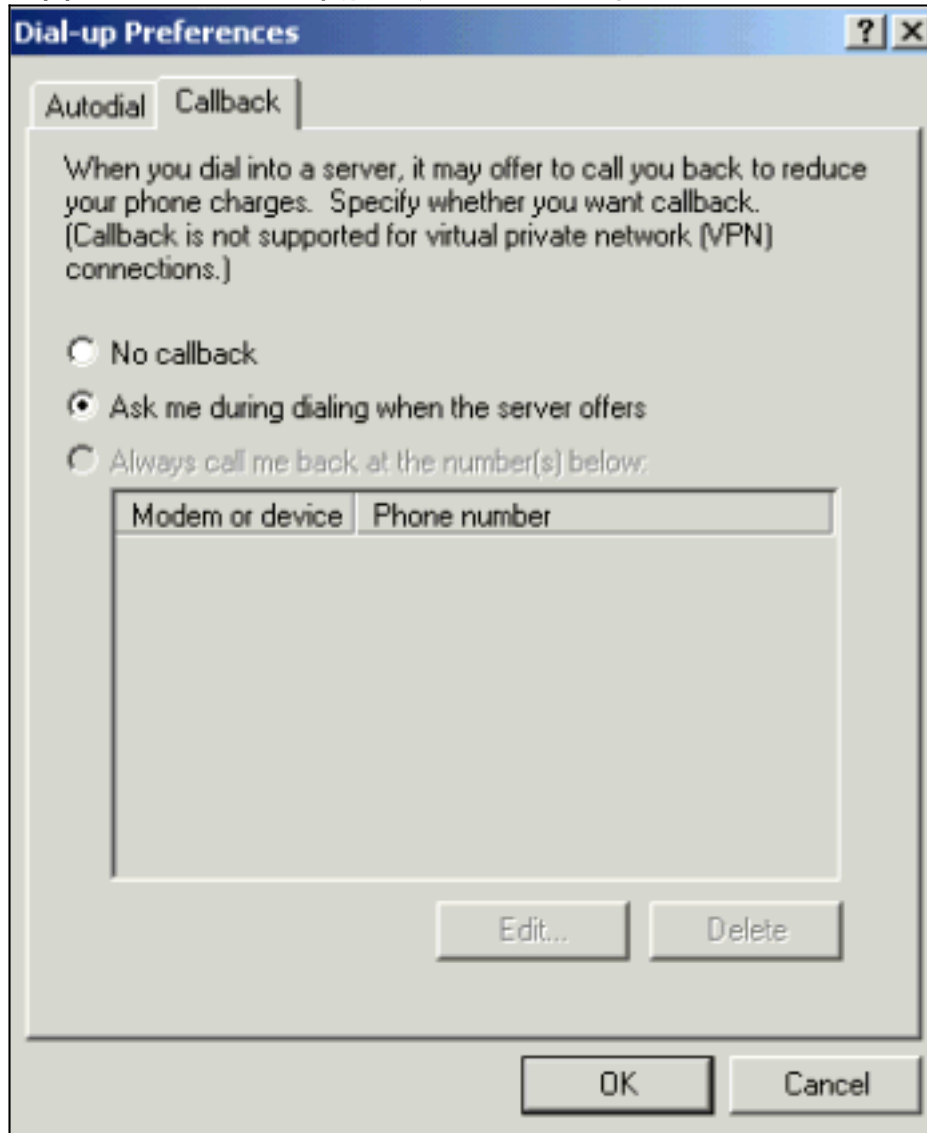 Dial-up Preferences
Autodial Callback
When you dial into a server, it may offer to call you back to reduce
your phone charges. Specify whether you want callback.
(Callback is not supported for virtual private network (VPN)
connections.)
No callback
Ask me during dialing when the server offers
Always call me back at the number(s) below:
Modem or device Phone number
Edit... Delete
OK Cancel